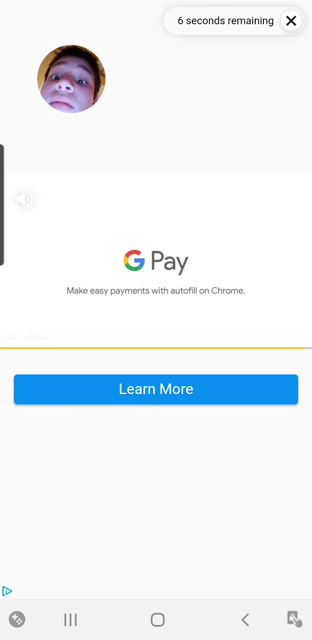 6 seconds remaining
G Pay
Make easy payments with autofill on Chrome.
Learn More